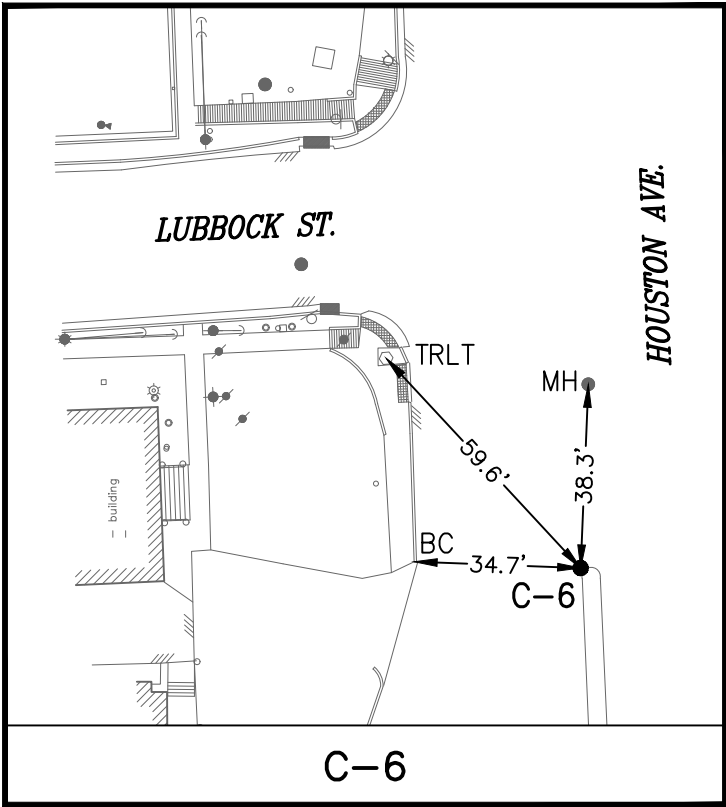 LUBBOCK ST.
HOUSTON AVE.
TRLT
MH
59.6'
38.3'
— building —
BC
34.7'
C-6
C-6